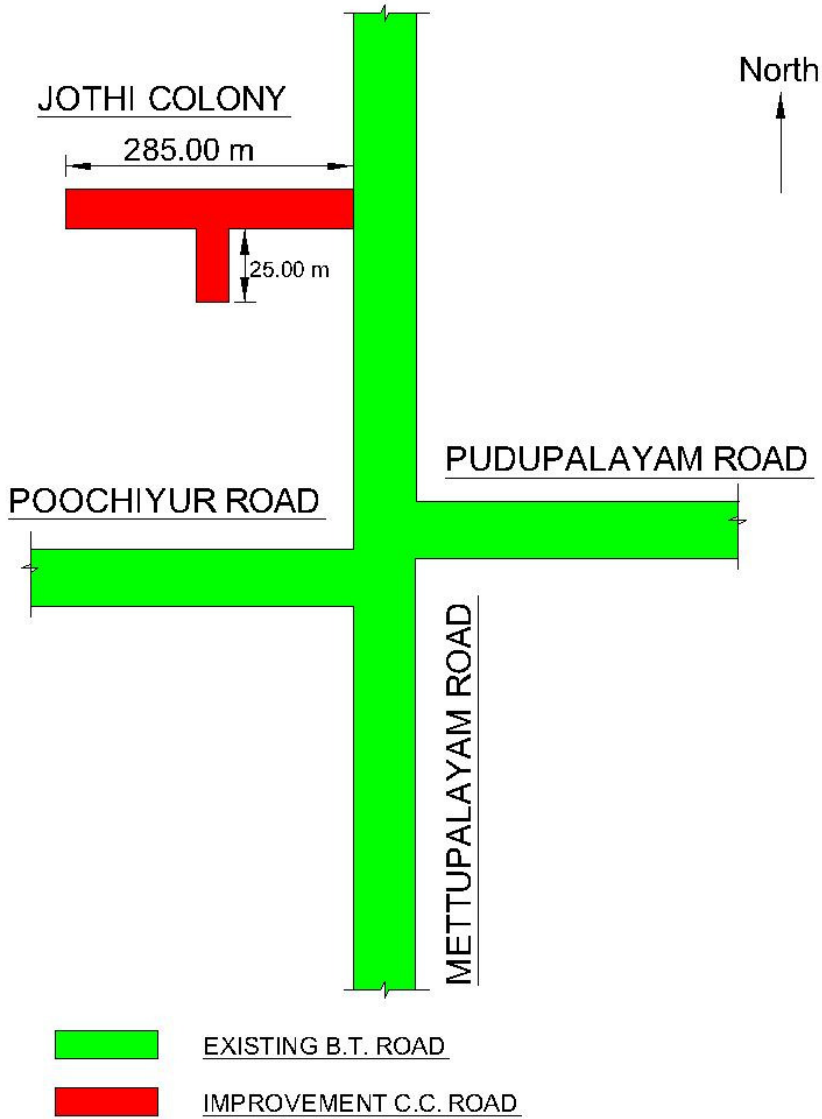 North
JOTHI COLONY
285.00 m
25.00 m
PUDUPALAYAM ROAD
POOCHIYUR ROAD
METTUPALAYAM ROAD
EXISTING B.T. ROAD
IMPROVEMENT C.C. ROAD